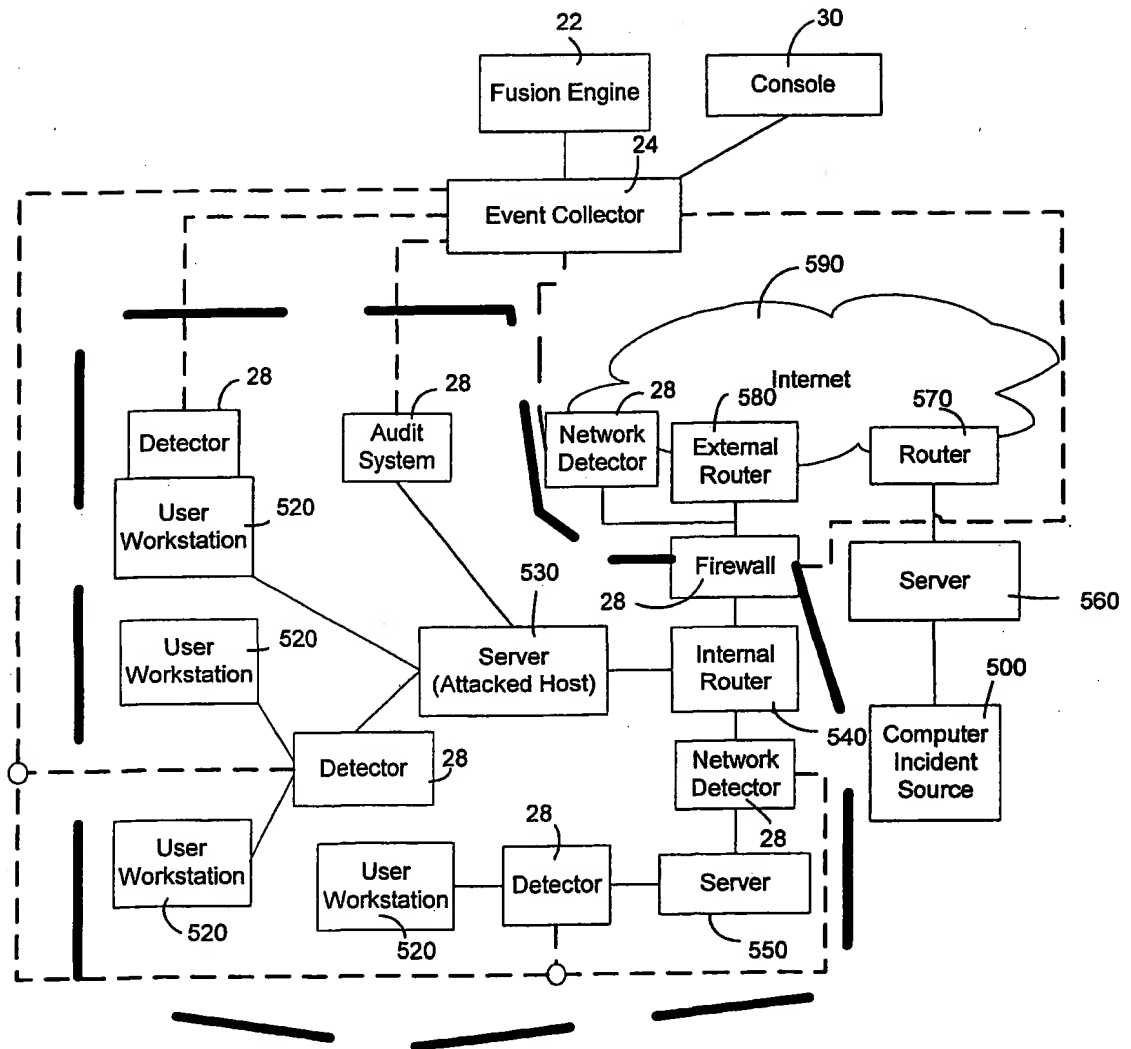 22
30
Fusion Engine
Console
24
Event Collector
590
Internet
28
28
28
580
570
Detector
Audit
System
Network
Detector
External
Router
Router
User
Workstation
520
530
Firewall
28
Server
560
User
Workstation
520
Server
(Attacked Host)
Internal
Router
540
500
Computer
Incident
Source
Detector
28
Network
Detector
28
User
Workstation
520
User
Workstation
520
28
Detector
Server
550